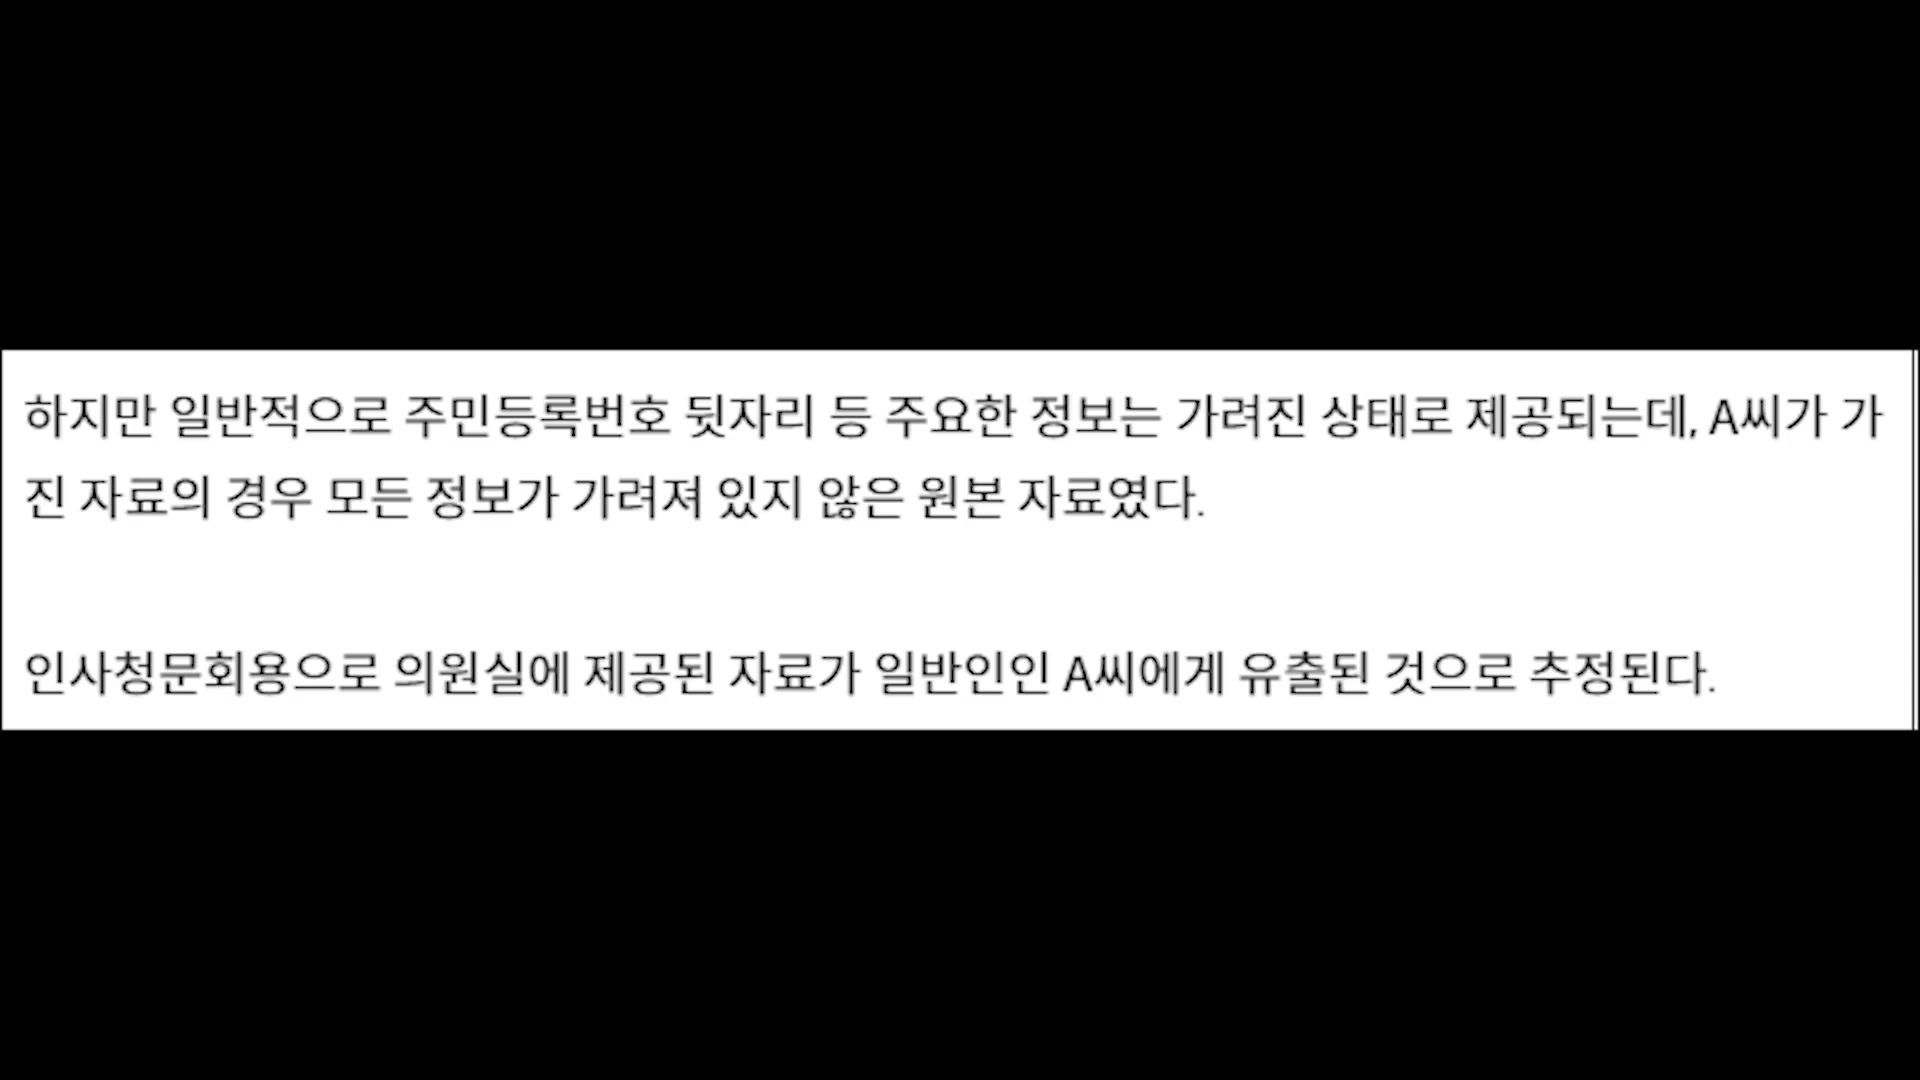 하지만 일반적으로 주민등록번호 뒷자리 등 주요한 정보는 가려진 상태로 제공되는데, A씨가 가
진 자료의 경우 모든 정보가 가려져 있지 않은 원본 자료였다.
인사청문회용으로 의원실에 제공된 자료가 일반인인 A씨에게 유출된 것으로 추정된다.